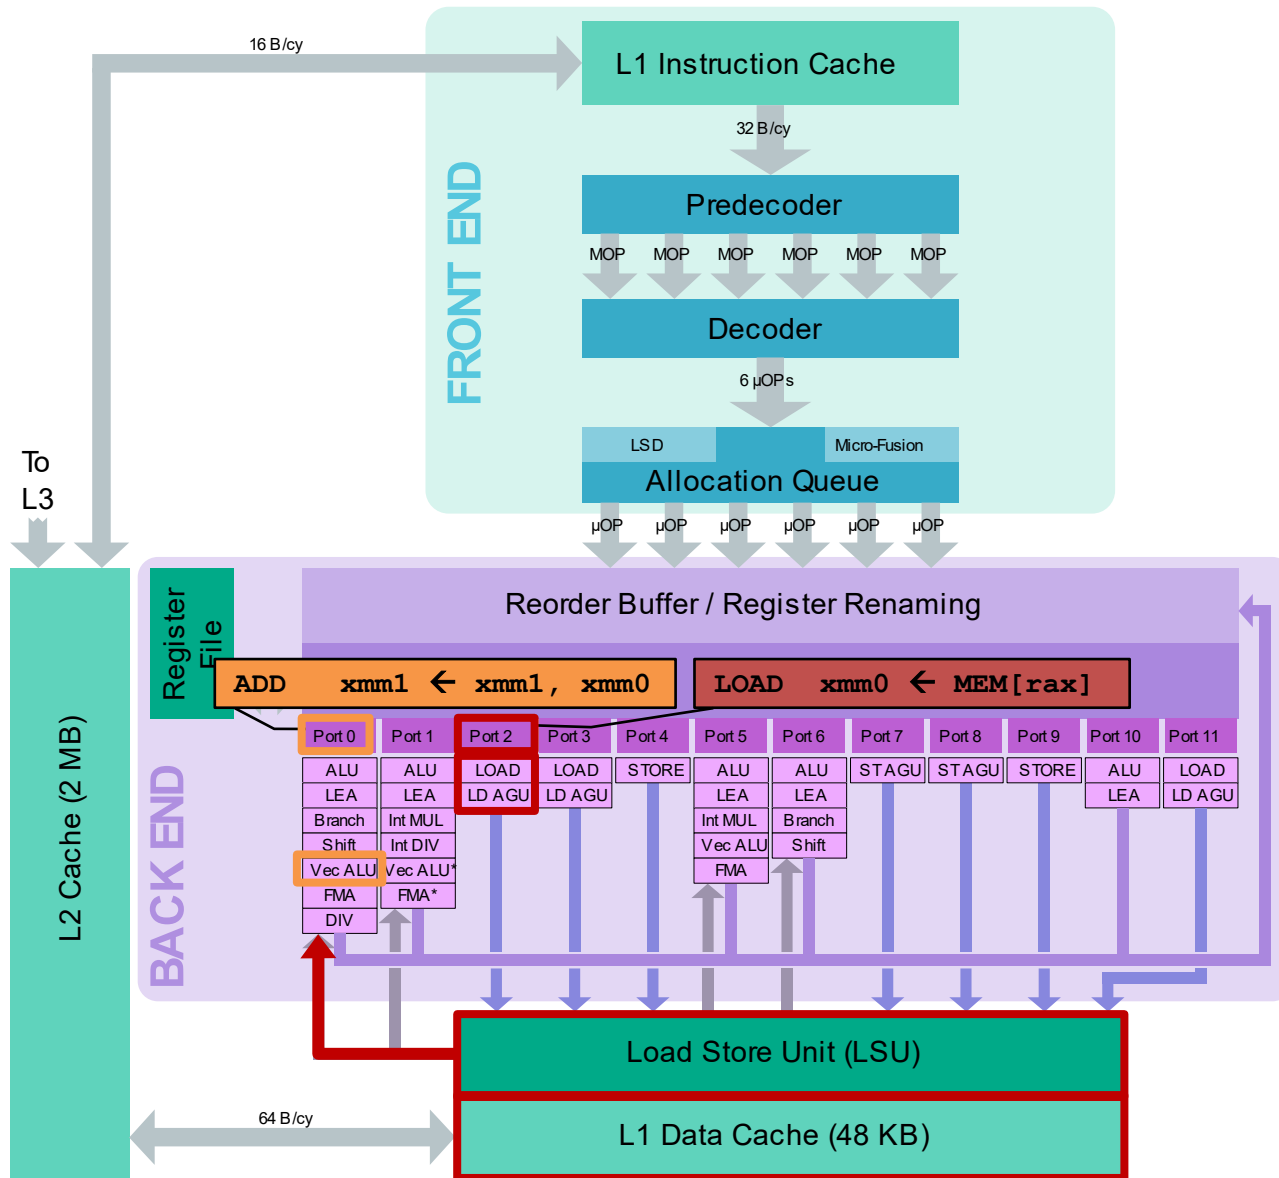 16 B/cy
L1 Instruction Cache
32 B/cy
FRONT END
Predecoder
MOP MOP MOP MOP MOP MOP
Decoder
6 µOPs
LSD Micro-Fusion
Allocation Queue
µOP µOP µOP µOP µOP µOP
To
L3
L2 Cache (2 MB)
BACK END
Register
File
Reorder Buffer / Register Renaming
ADD xmm1 ← xmm1, xmm0
LOAD xmm0 ← MEM[rax]
Port 0 Port 1 Port 2 Port 3 Port 4 Port 5 Port 6 Port 7 Port 8 Port 9 Port 10 Port 11
ALU ALU LOAD LOAD STORE ALU ALU STAGU STAGU STORE ALU LOAD
LEA LEA LD AGU LD AGU LEA LEA LEA LD AGU
Branch Int MUL Int MUL Branch
Shift Int DIV Vec ALU Shift
Vec ALU Vec ALU* FMA
FMA FMA*
DIV
Load Store Unit (LSU)
64 B/cy
L1 Data Cache (48 KB)